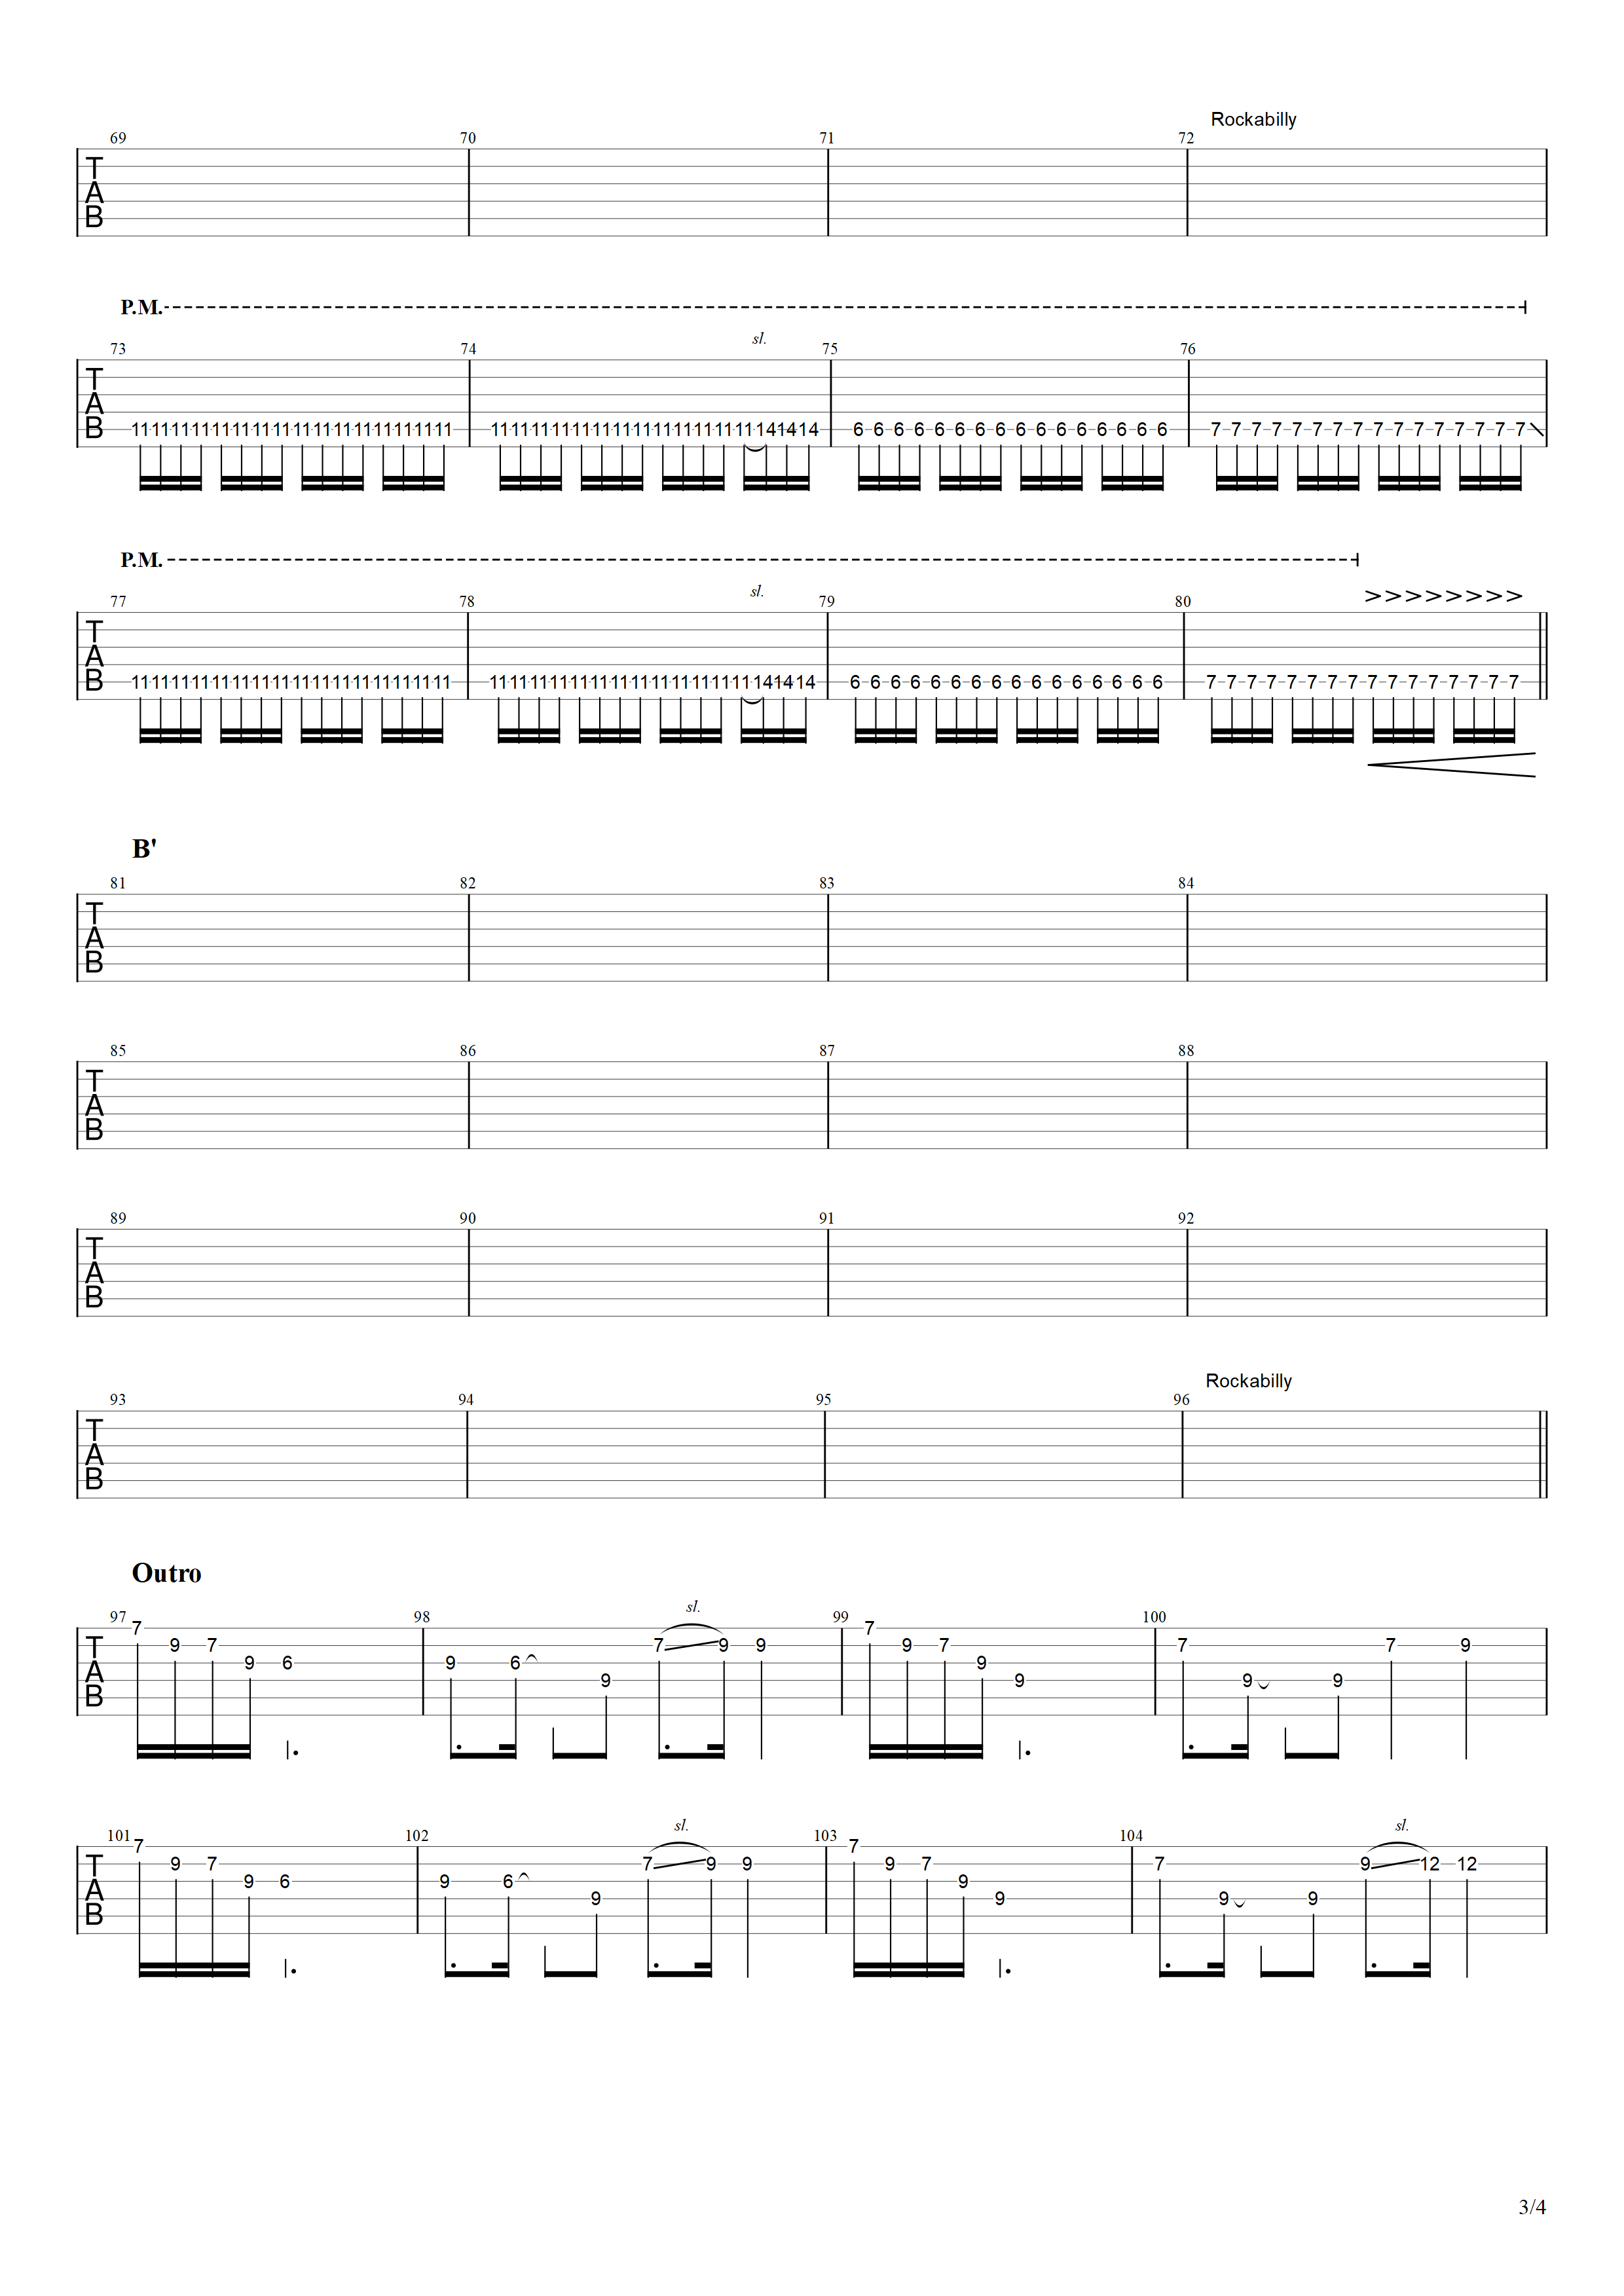 Rockabilly
69 70 71 72
T
A
B
P.M.
sl.
73 74 75 76
T
A
B
11 11 11 11 11 11 11 11 11 11 11 11 11 11 11 11 11 11 11 11 11 11 11 11 11 11 11 11 11 14 14 14 6 6 6 6 6 6 6 6 6 6 6 6 6 6 6 6 7 7 7 7 7 7 7 7 7 7 7 7 7 7 7 7
P.M.
sl.
77 78 79 80
T
A
B
11 11 11 11 11 11 11 11 11 11 11 11 11 11 11 11 11 11 11 11 11 11 11 11 11 11 11 11 11 14 14 14 6 6 6 6 6 6 6 6 6 6 6 6 6 6 6 6 7 7 7 7 7 7 7 7 7 7 7 7 7 7 7 7
B'
81 82 83 84
T
A
B
85 86 87 88
T
A
B
89 90 91 92
T
A
B
Rockabilly
93 94 95 96
T
A
B
Outro
sl.
97 98 99 100
7 7
T 9 7 7 9 9 9 7 7 7 9
A 9 6 9 6 9
9 9 9 9
B
sl. sl.
101 102 103 104
7 7
T 9 7 7 9 9 9 7 7 9 12 12
A 9 6 9 6 9
9 9 9 9
B
3/4